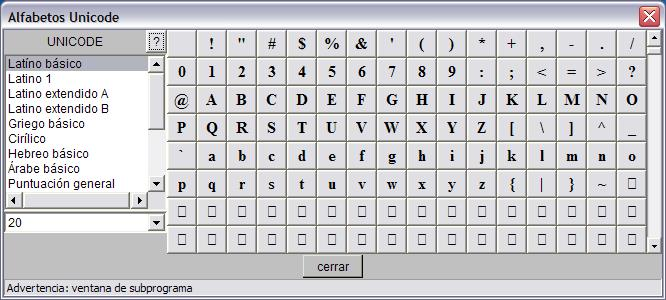 Alfabetos Unicode
UNICODE ?
Latíno básico
Latino 1
Latino extendido A
Latino extendido B
Griego básico
Cirílico
Hebreo básico
Árabe básico
Puntuación general
20
! " # $ % & ' ( ) * + , - . /
0 1 2 3 4 5 6 7 8 9 : ; < = > ?
@ A B C D E F G H I J K L M N O
P Q R S T U V W X Y Z [ \ ] ^ _
` a b c d e f g h i j k l m n o
p q r s t u v w x y z { | } ~
cerrar
Advertencia: ventana de subprograma